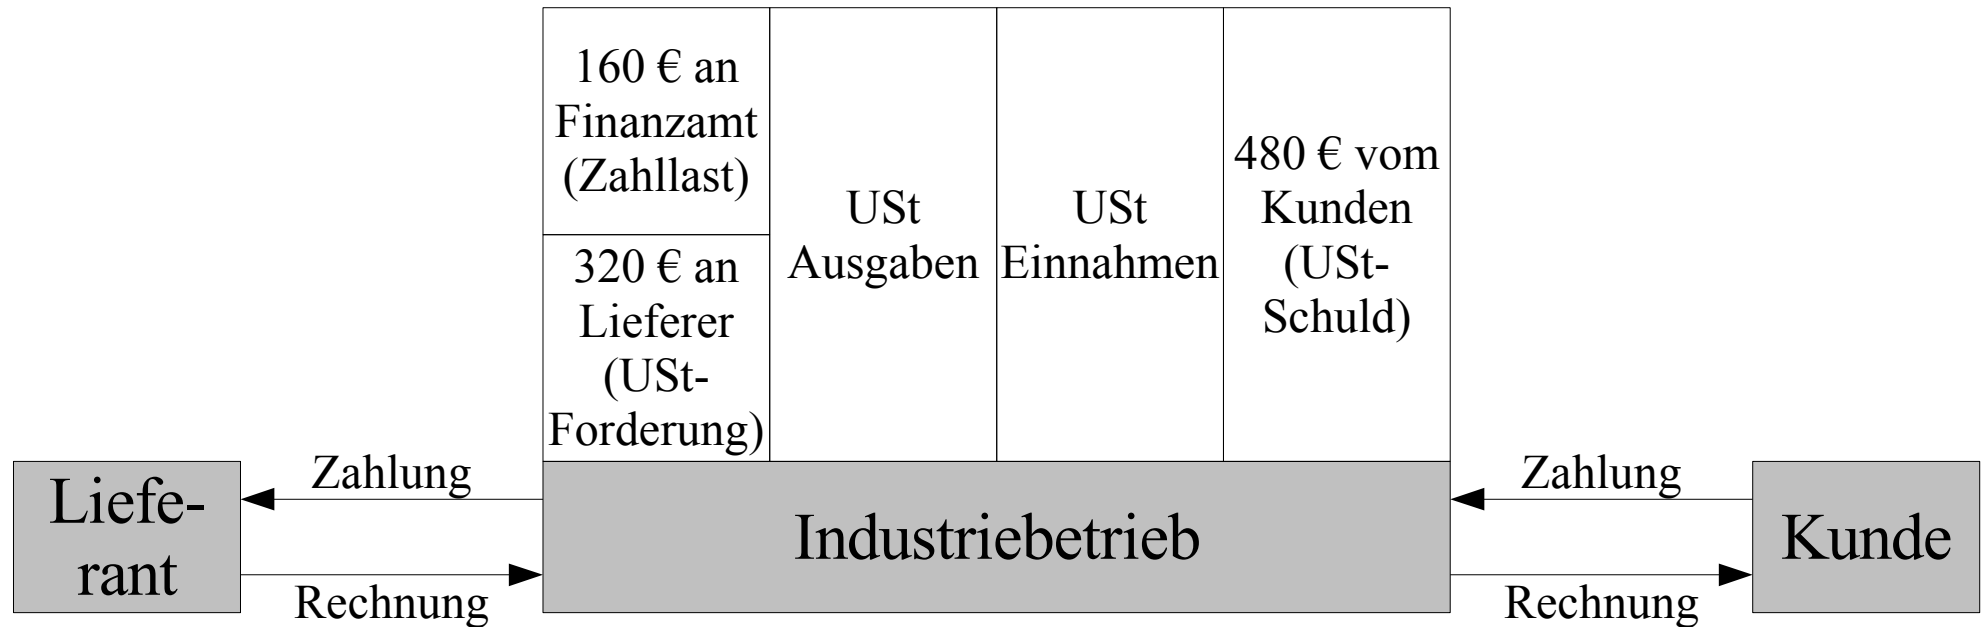 160 € an
Finanzamt
(Zahllast)
320 € an
Lieferer
(USt-
Forderung)
USt
Ausgaben
USt
Einnahmen
480 € vom
Kunden
(USt-
Schuld)
Liefe-
rant
Zahlung
Rechnung
Industriebetrieb
Zahlung
Rechnung
Kunde